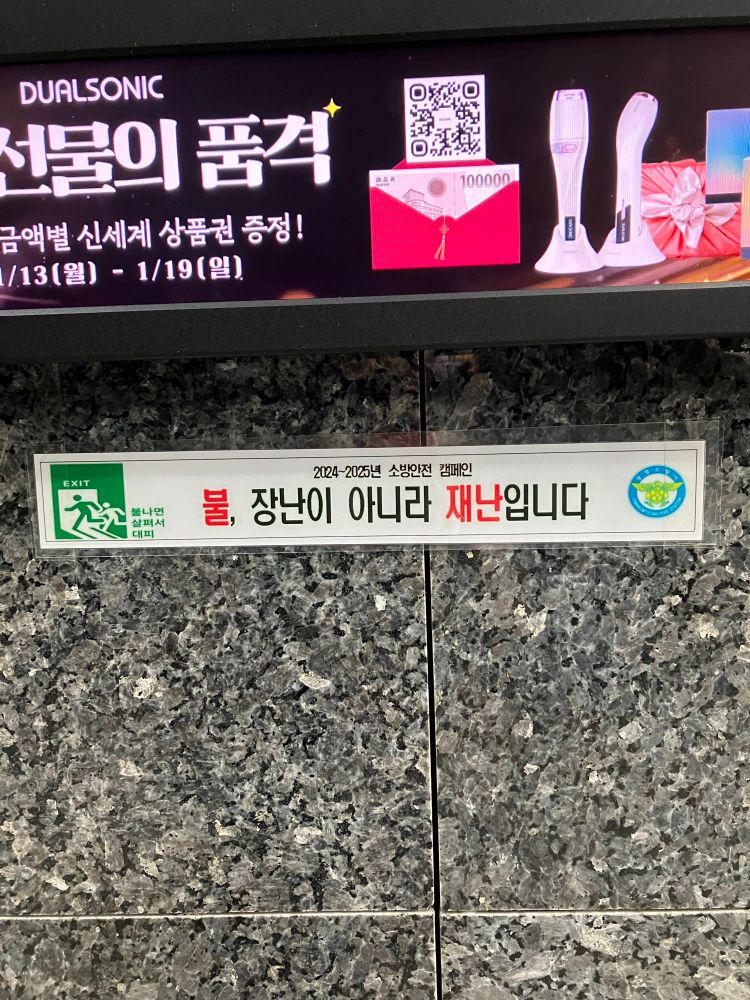 DUALSONIC
선물의 품격
금액별 신세계 상품권 증정!
1/13(월) - 1/19(일)
100000
EXIT
불나면
살펴서
대피
2024~2025년 소방안전 캠페인
불, 장난이 아니라 재난입니다